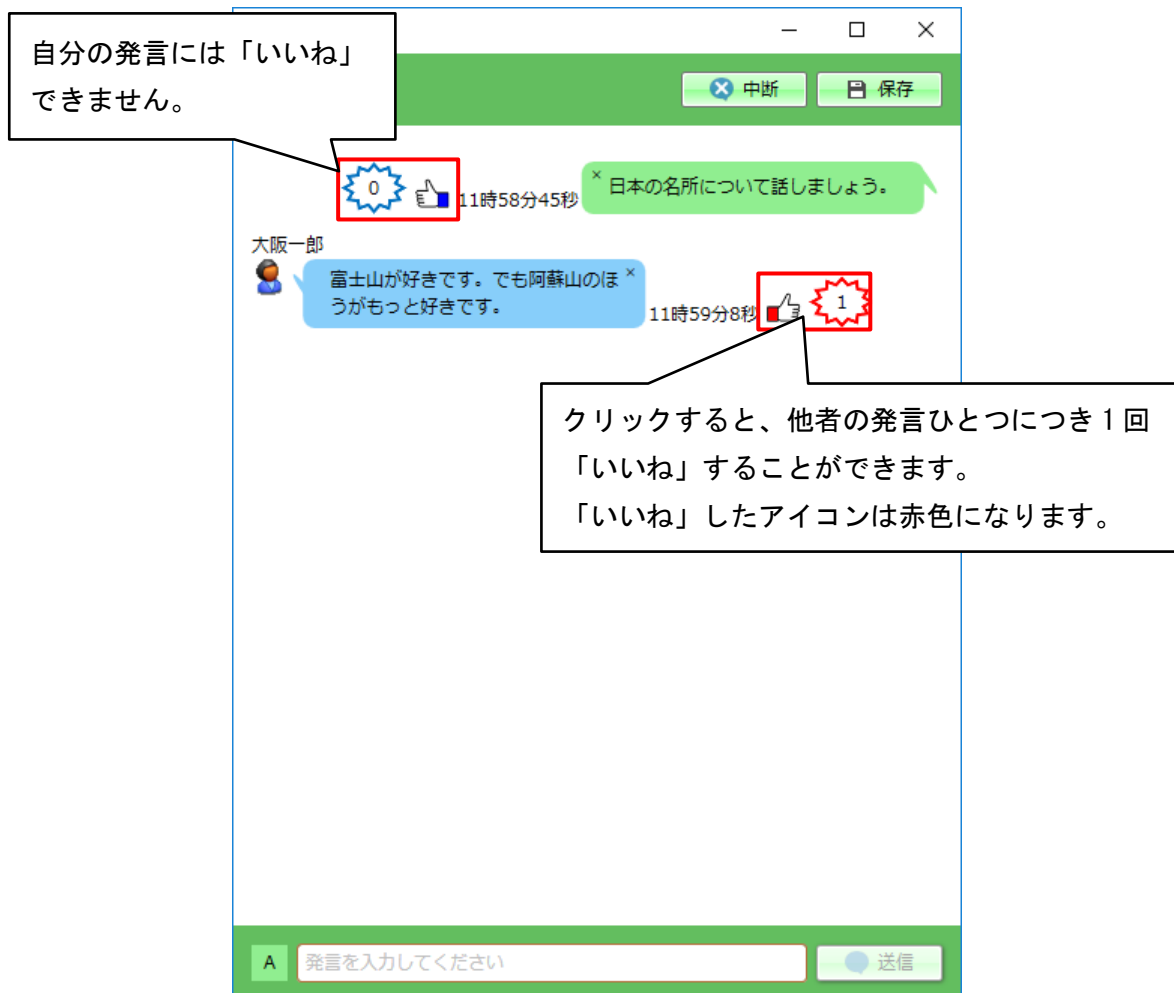 自分の発言には「いいね」
できません。
中断
保存
0
11時58分45秒
× 日本の名所について話しましょう。
大阪一郎
富士山が好きです。でも阿蘇山のほ ×
うがもっと好きです。
11時59分8秒
1
クリックすると、他者の発言ひとつにつき1回
「いいね」することができます。
「いいね」したアイコンは赤色になります。
A
発言を入力してください
送信